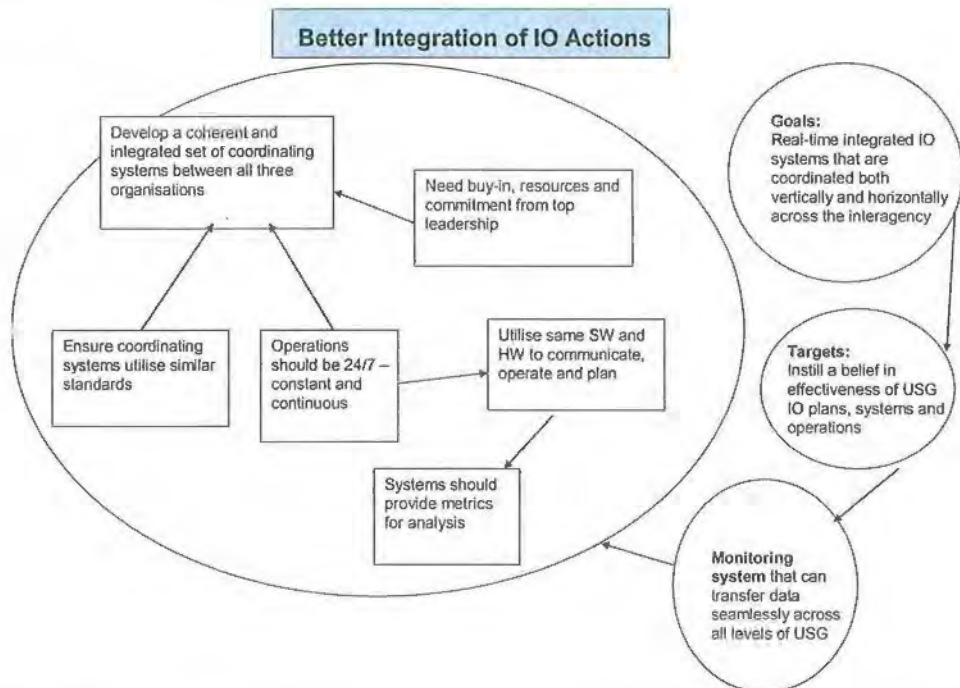 Better Integration of IO Actions
Develop a coherent and
integrated set of coordinating
systems between all three
organisations
Need buy-in, resources and
commitment from top
leadership
Ensure coordinating
systems utilise similar
standards
Operations
should be 24/7 –
constant and
continuous
Utilise same SW and
HW to communicate,
operate and plan
Systems should
provide metrics
for analysis
Goals:
Real-time integrated IO
systems that are
coordinated both
vertically and horizontally
across the interagency
Targets:
Instill a belief in
effectiveness of USG
IO plans, systems and
operations
Monitoring
system that can
transfer data
seamlessly across
all levels of USG